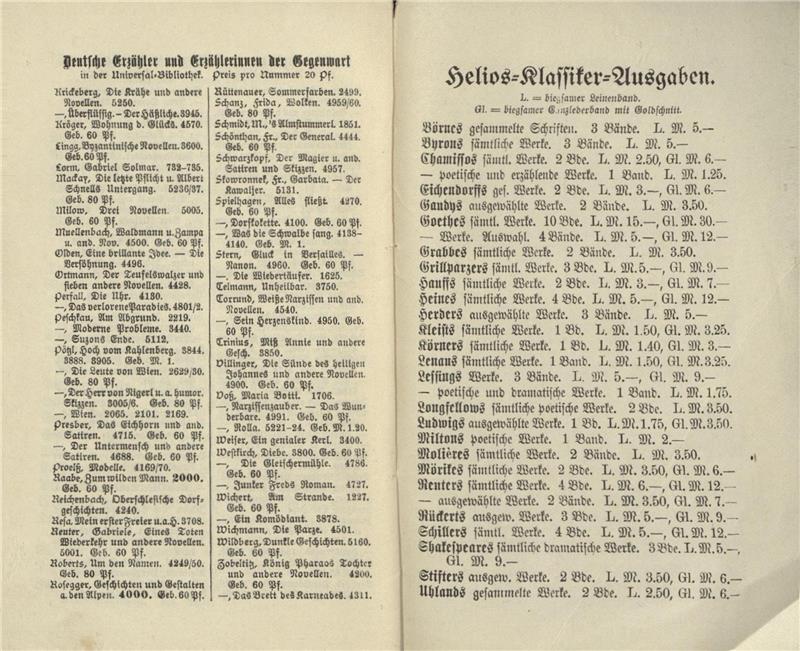 Deutsche Erzähler und Erzählerinnen der Gegenwart
in der Universal-Bibliothek. Preis pro Nummer 20 Pf.
Krickeberg, Die Krähe und andere
Novellen. 5250.
—, Überflüssig. – Der Häßliche. 3945.
Kröger, Wohnung d. Glücks. 4570.
Geb. 60 Pf.
Lingg, Byzantinische Novellen. 3600.
Geb. 60 Pf.
Lorm, Gabriel Solmar. 732–735.
Mackay, Die letzte Pflicht u. Albert
Schnells Untergang. 5236/37.
Geb. 80 Pf.
Milow, Drei Novellen. 5005.
Geb. 60 Pf.
Muellenbach, Waldmann u. Zampa
u. and. Nov. 4500. Geb. 60 Pf.
Olden, Eine brillante Idee. — Die
Versöhnung. 4496.
Ortmann, Der Teufelswalzer und
sieben andere Novellen. 4428.
Perfall, Die Uhr. 4130.
—, Das verlorene Paradies. 4801/2.
Peschkau, Am Abgrund. 2219.
—, Moderne Probleme. 3440.
—, Suzons Ende. 5112.
Pötzl, Hoch vom Kahlenberg. 3844.
3888. 3905. Geb. M. 1.
—, Die Leute von Wien. 2629/30.
Geb. 80 Pf.
—, Der Herr von Nigerl u. a. humor.
Skizzen. 3005/6. Geb. 80 Pf.
—, Wien. 2065. 2101. 2169.
Presber, Das Eichhorn und and.
Satiren. 4715. Geb. 60 Pf.
—, Der Untermensch und andere
Satiren. 4688. Geb. 60 Pf.
Proelß, Modelle. 4169/70.
Raabe, Zum wilden Mann. 2000.
Geb. 60 Pf.
Reichenbach, Oberschlesische Dorf-
geschichten. 4240.
Resa, Mein erster Freier u. a. H. 3708.
Reuter, Gabriele, Eines Toten
Wiederkehr und andere Novellen.
5001. Geb. 60 Pf.
Roberts, Um den Namen. 4249/50.
Geb. 80 Pf.
Rosegger, Geschichten und Gestalten
a. den Alpen. 4000. Geb. 60 Pf.
Rüttenauer, Sommerfarben. 2499.
Schanz, Frida, Wolken. 4959/60.
Geb. 80 Pf.
Schmidt, M., 's Almstummerl. 1851.
Schönthan, Fr., Der General. 4444.
Geb. 60 Pf.
Schwarzkopf, Der Magier u. and.
Satiren und Skizzen. 4957.
Skowronnek, Fr., Garbata. — Der
Kawaljer. 5131.
Spielhagen, Alles fließt. 4270.
Geb. 60 Pf.
—, Dorfkokette. 4100. Geb. 60 Pf.
—, Was die Schwalbe sang. 4138–
4140. Geb. M. 1.
Stern, Glück in Versailles. —
Nanon. 4960. Geb. 60 Pf.
—, Die Wiedertäufer. 1625.
Telmann, Unheilbar. 3750.
Torrund, Weiße Narzissen und and.
Novellen. 4540.
—, Sein Herzenskind. 4950. Geb.
60 Pf.
Trinius, Miß Annie und andere
Gesch. 3850.
Villinger, Die Sünde des heiligen
Johannes und andere Novellen.
4900. Geb. 60 Pf.
Voß, Maria Botti. 1706.
—, Narzissenzauber. — Das Wun-
derbare. 4991. Geb. 60 Pf.
—, Rolla. 5221–24. Geb. M. 1.20.
Weiser, Ein genialer Kerl. 3400.
Westkirch, Diebe. 3800. Geb. 60 Pf.
—, Die Gletschermühle. 4786.
Geb. 60 Pf.
—, Junker Freds Roman. 4727.
Wichert, Am Strande. 1227.
Geb. 60 Pf.
—, Ein Komödiant. 3878.
Wichmann, Die Parze. 4501.
Wildberg, Dunkle Geschichten. 5160.
Geb. 60 Pf.
Zobeltitz, König Pharaos Tochter
und andere Novellen. 4200.
Geb. 60 Pf.
—, Das Brett des Karneades. 4311.
Helios=Klassiker=Ausgaben.
L. = biegsamer Leinenband.
Gl. = biegsamer Ganzlederband mit Goldschnitt.
Börnes gesammelte Schriften. 3 Bände. L. M. 5.—
Byrons sämtliche Werke. 3 Bände. L. M. 5.—
Chamissos sämtl. Werke. 2 Bde. L. M. 2.50, Gl. M. 6.—
— poetische und erzählende Werke. 1 Band. L. M. 1.25.
Eichendorffs ges. Werke. 2 Bde. L. M. 3.—, Gl. M. 6.—
Gaudys ausgewählte Werke. 2 Bände. L. M. 3.50.
Goethes sämtl. Werke. 10 Bde. L. M. 15.—, Gl. M. 30.—
— Werke. Auswahl. 4 Bände. L. M. 5.—, Gl. M. 12.—
Grabbes sämtliche Werke. 2 Bände. L. M. 3.50.
Grillparzers sämtl. Werke. 3 Bde. L. M. 5.—, Gl. M. 9.—
Hauffs sämtliche Werke. 2 Bde. L. M. 3.—, Gl. M. 7.—
Heines sämtliche Werke. 4 Bde. L. M. 5.—, Gl. M. 12.—
Herders ausgewählte Werke. 3 Bände. L. M. 5.—
Kleists sämtliche Werke. 1 Bd. L. M. 1.50, Gl. M. 3.25.
Körners sämtliche Werke. 1 Bd. L. M. 1.40, Gl. M. 3.—
Lenaus sämtliche Werke. 1 Band. L. M. 1.50, Gl. M. 3.25.
Lessings Werke. 3 Bände. L. M. 5.—, Gl. M. 9.—
— poetische und dramatische Werke. 1 Band. L. M. 1.75.
Longfellows sämtliche poetische Werke. 2 Bde. L. M. 3.50.
Ludwigs ausgewählte Werke. 1 Bd. L. M. 1.75, Gl. M. 3.50.
Miltons poetische Werke. 1 Band. L. M. 2.—
Molières sämtliche Werke. 2 Bände. L. M. 3.50.
Mörikes sämtliche Werke. 2 Bde. L. M. 3.50, Gl. M. 6.—
Reuters sämtliche Werke. 4 Bde. L. M. 6.—, Gl. M. 12.—
— ausgewählte Werke. 2 Bände. L. M. 3.50, Gl. M. 7.—
Rückerts ausgew. Werke. 3 Bde. L. M. 5.—, Gl. M. 9.—
Schillers sämtl. Werke. 4 Bde. L. M. 5.—, Gl. M. 12.—
Shakespeares sämtliche dramatische Werke. 3 Bde. L. M. 5.—,
Gl. M. 9.—
Stifters ausgew. Werke. 2 Bde. L. M. 3.50, Gl. M. 6.—
Uhlands gesammelte Werke. 2 Bde. L. M. 2.50, Gl. M. 6.—